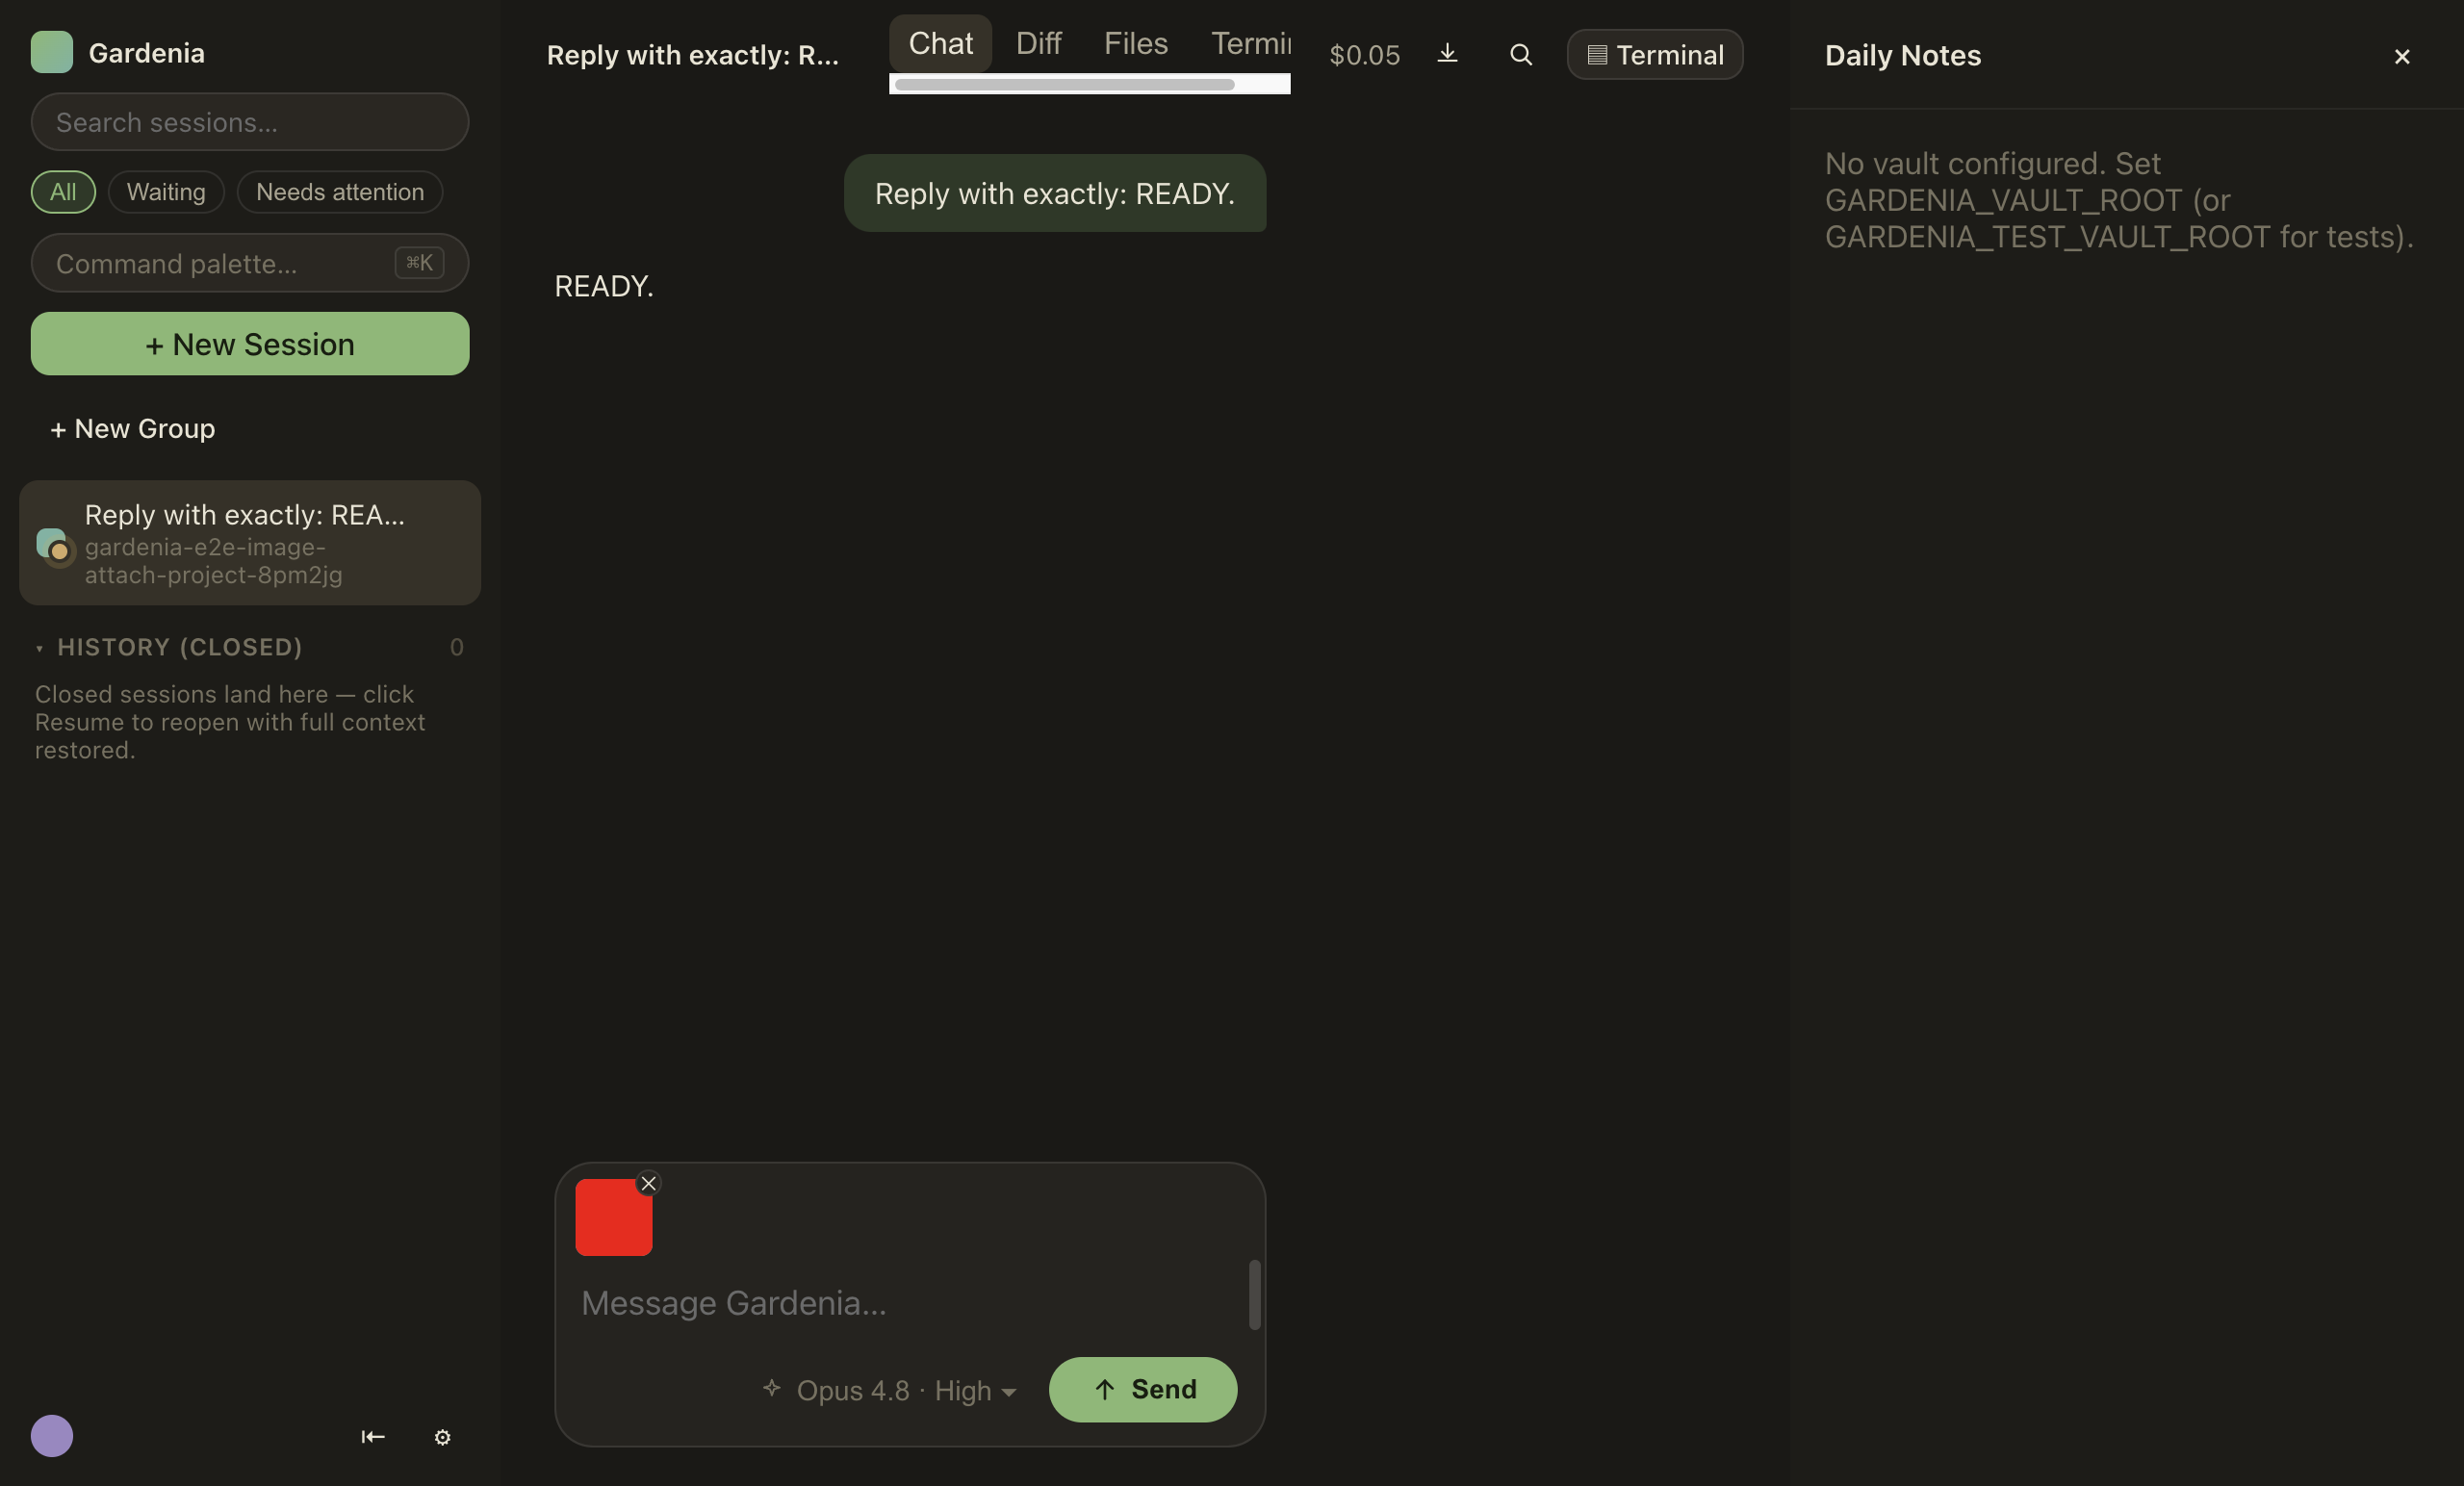 Gardenia
Search sessions...
All
Waiting
Needs attention
Command palette...
⌘K
+ New Session
+ New Group
Reply with exactly: REA...
gardenia-e2e-image-
attach-project-8pm2jg
HISTORY (CLOSED)
0
Closed sessions land here — click
Resume to reopen with full context
restored.
Reply with exactly: R...
Chat
Diff
Files
Termin
$0.05
Terminal
Reply with exactly: READY.
READY.
Message Gardenia...
Opus 4.8 · High
Send
Daily Notes
No vault configured. Set
GARDENIA_VAULT_ROOT (or
GARDENIA_TEST_VAULT_ROOT for tests).